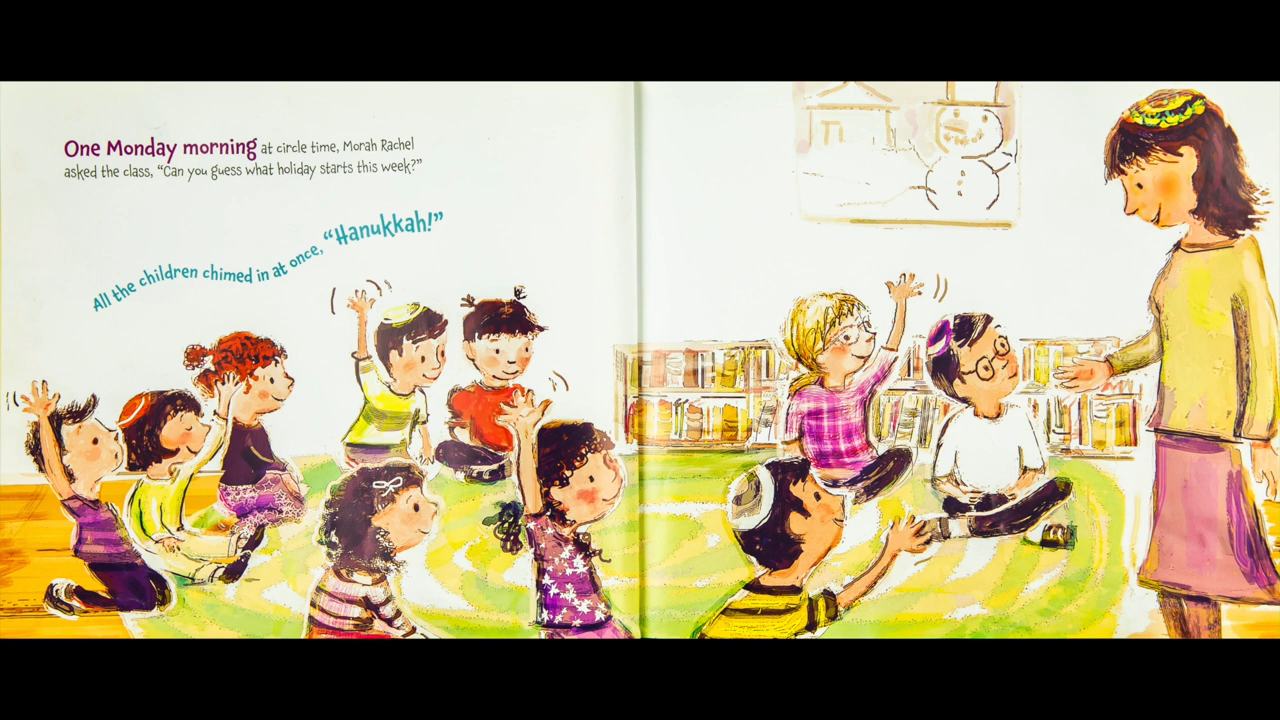 One Monday morning at circle time, Morah Rachel
asked the class, “Can you guess what holiday starts this week?”
All the children chimed in at once, “Hanukkah!”